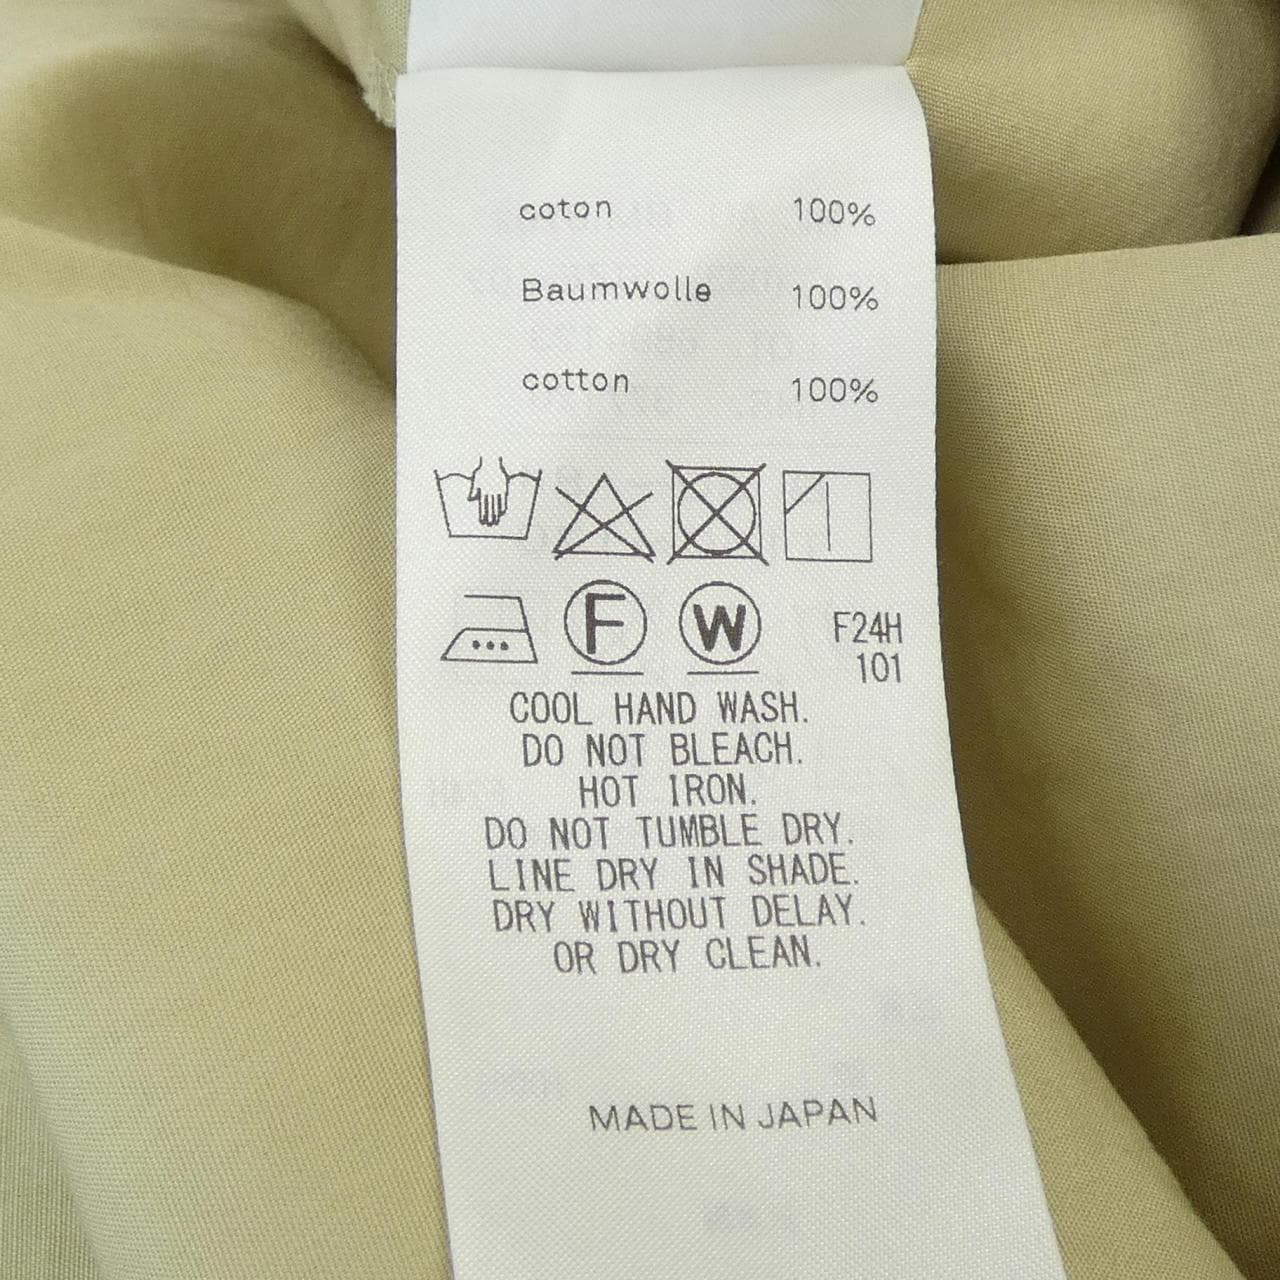 coton 100%
Baumwolle 100%
cotton 100%
F W F24H
101
COOL HAND WASH.
DO NOT BLEACH.
HOT IRON.
DO NOT TUMBLE DRY.
LINE DRY IN SHADE.
DRY WITHOUT DELAY.
OR DRY CLEAN.
MADE IN JAPAN